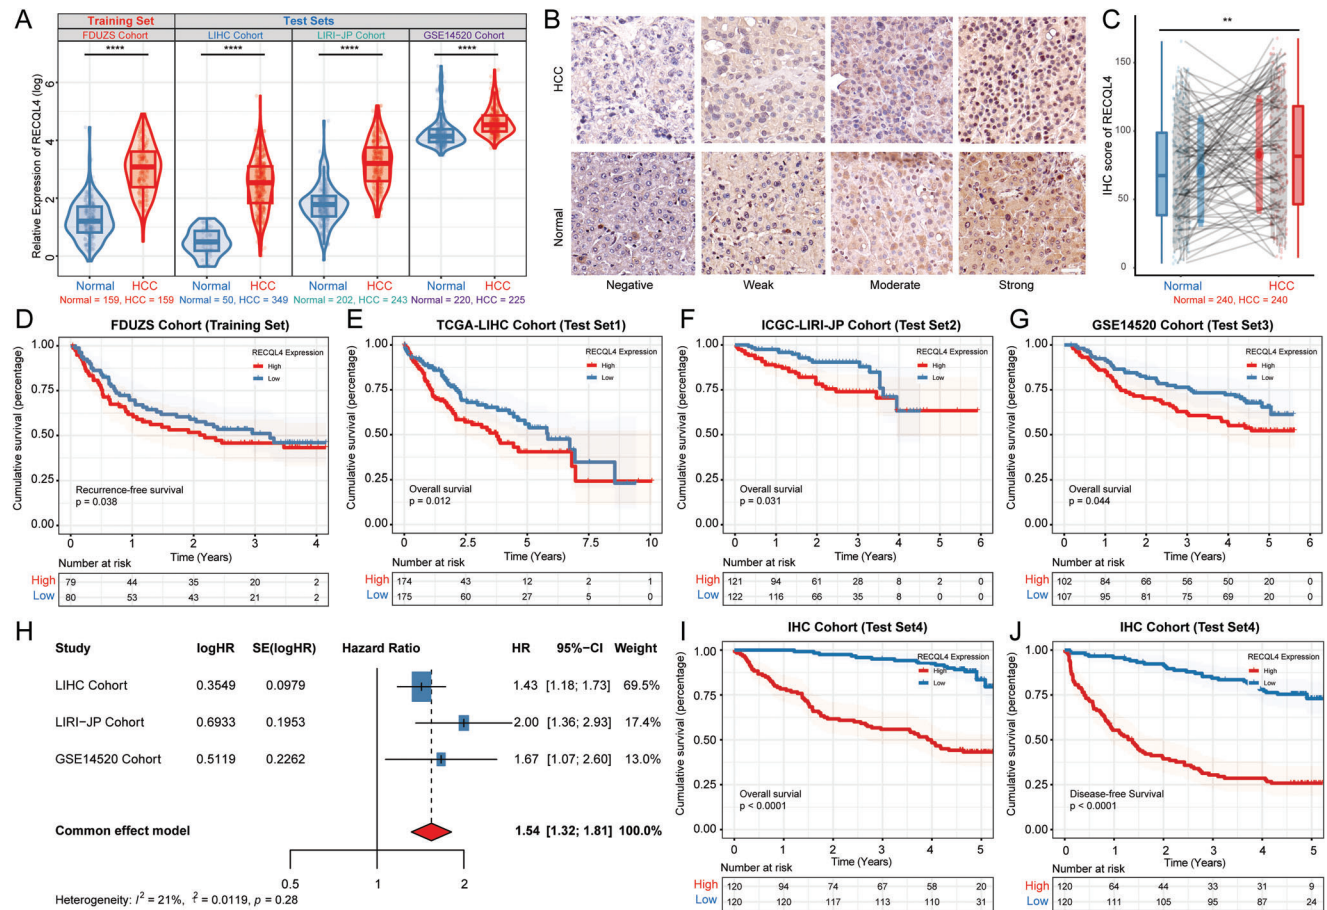 A
Training Set
Test Sets
FDUZS Cohort
LIHC Cohort
LIRI-JP Cohort
GSE14520 Cohort
**** **** **** ****
Relative Expression of RECQL4 (log)
6
4
2
0
Normal HCC Normal HCC Normal HCC Normal HCC
Normal = 159, HCC = 159 Normal = 50, HCC = 349 Normal = 202, HCC = 243 Normal = 220, HCC = 225
B
HCC
Normal
Negative Weak Moderate Strong
C
**
IHC score of RECQL4
150
100
50
0
Normal HCC
Normal = 240, HCC = 240
D
FDUZS Cohort (Training Set)
Cumulative survival (percentage)
1.00
0.75
0.50
0.25
0.00
RECQL4 Expression
High
Low
Recurrence-free survival
p = 0.038
0 1 2 3 4
Time (Years)
Number at risk
High 79 44 35 20 2
Low 80 53 43 21 2
E
TCGA-LIHC Cohort (Test Set1)
Cumulative survival (percentage)
1.00
0.75
0.50
0.25
0.00
RECQL4 Expression
High
Low
Overall survial
p = 0.012
0 2.5 5 7.5 10
Time (Years)
Number at risk
High 174 43 12 2 1
Low 175 60 27 5 0
F
ICGC-LIRI-JP Cohort (Test Set2)
Cumulative survival (percentage)
1.00
0.75
0.50
0.25
0.00
RECQL4 Expression
High
Low
Overall survial
p = 0.031
0 1 2 3 4 5 6
Time (Years)
Number at risk
High 121 94 61 28 8 2 0
Low 122 116 66 35 8 0 0
G
GSE14520 Cohort (Test Set3)
Cumulative survival (percentage)
1.00
0.75
0.50
0.25
0.00
RECQL4 Expression
High
Low
Overall survial
p = 0.044
0 1 2 3 4 5 6
Time (Years)
Number at risk
High 102 84 66 56 50 20 0
Low 107 95 81 75 69 20 0
H
Study logHR SE(logHR) Hazard Ratio HR 95%−CI Weight
LIHC Cohort 0.3549 0.0979 1.43 [1.18; 1.73] 69.5%
LIRI-JP Cohort 0.6933 0.1953 2.00 [1.36; 2.93] 17.4%
GSE14520 Cohort 0.5119 0.2262 1.67 [1.07; 2.60] 13.0%
Common effect model 1.54 [1.32; 1.81] 100.0%
0.5 1 2
Heterogeneity: I² = 21%, = 0.0119, p = 0.28
I
IHC Cohort (Test Set4)
Cumulative survival (percentage)
1.00
0.75
0.50
0.25
0.00
RECQL4 Expression
High
Low
Overall survival
p < 0.0001
0 1 2 3 4 5
Time (Years)
Number at risk
High 120 94 74 67 58 20
Low 120 120 117 113 110 31
J
IHC Cohort (Test Set4)
Cumulative survival (percentage)
1.00
0.75
0.50
0.25
0.00
RECQL4 Expression
High
Low
Disease-free Survival
p < 0.0001
0 1 2 3 4 5
Time (Years)
Number at risk
High 120 64 44 33 31 9
Low 120 111 105 95 87 24